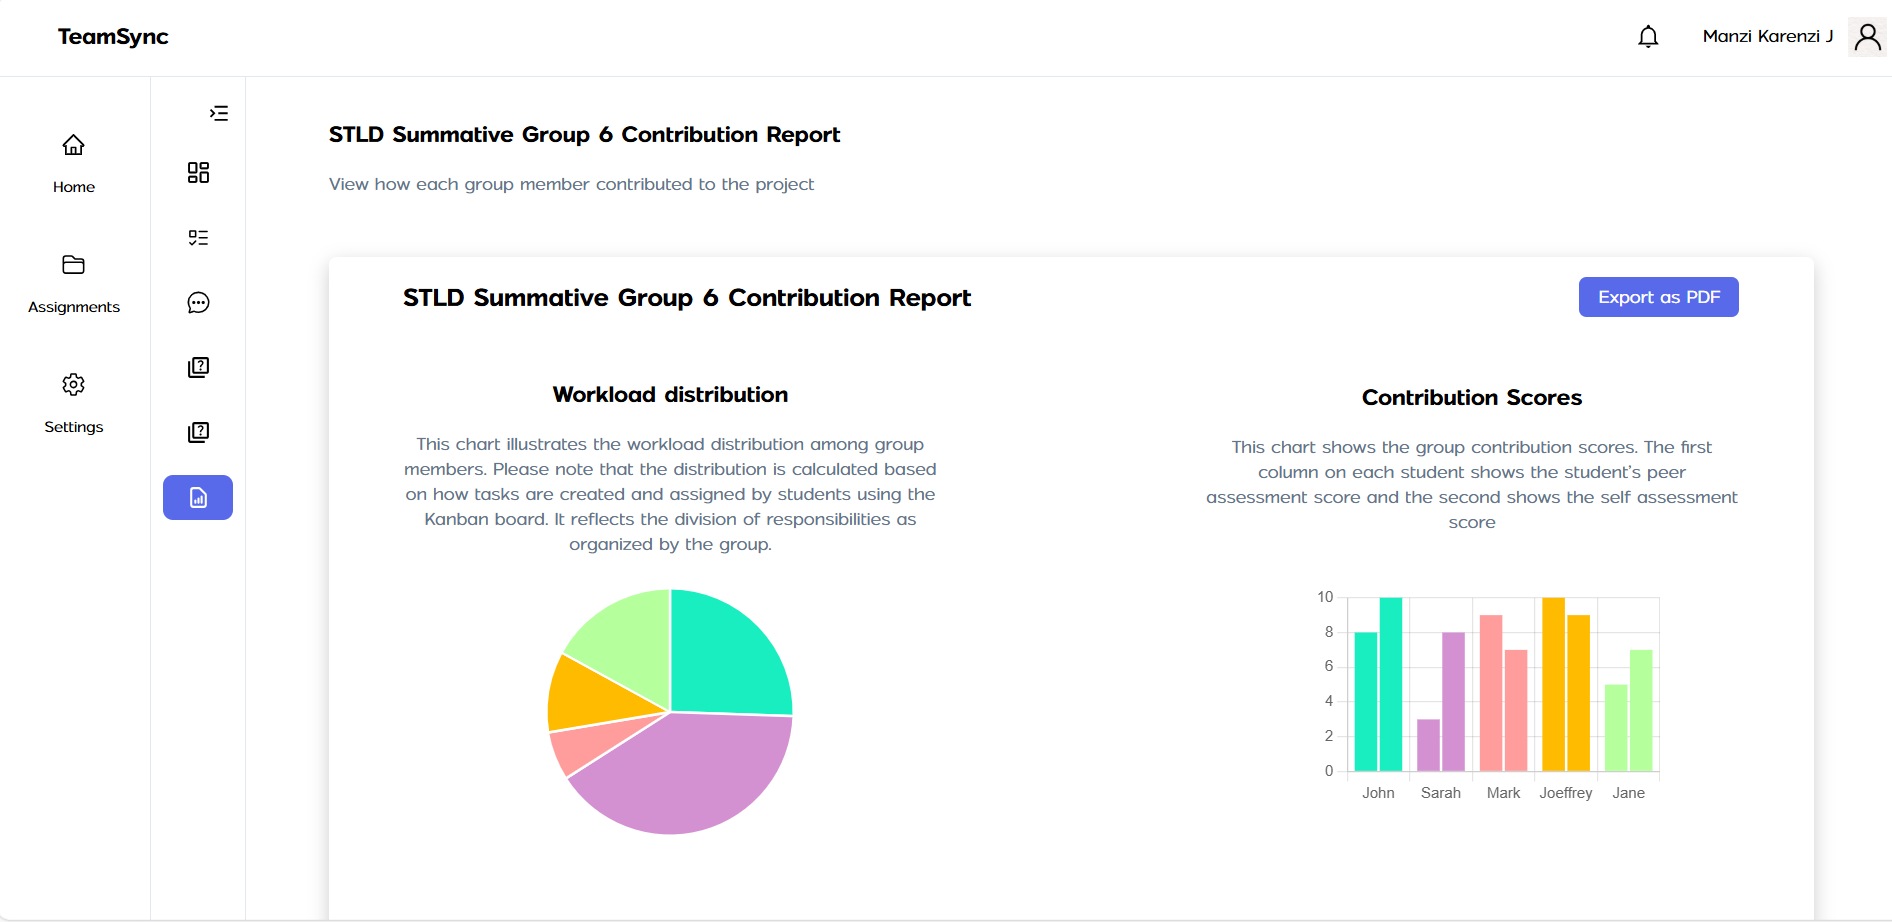 TeamSync
Manzi Karenzi J
Home
Assignments
Settings
STLD Summative Group 6 Contribution Report
View how each group member contributed to the project
STLD Summative Group 6 Contribution Report
Export as PDF
Workload distribution
This chart illustrates the workload distribution among group
members. Please note that the distribution is calculated based
on how tasks are created and assigned by students using the
Kanban board. It reflects the division of responsibilities as
organized by the group.
Contribution Scores
This chart shows the group contribution scores. The first
column on each student shows the student's peer
assessment score and the second shows the self assessment
score
10
8
6
4
2
0
John Sarah Mark Joeffrey Jane